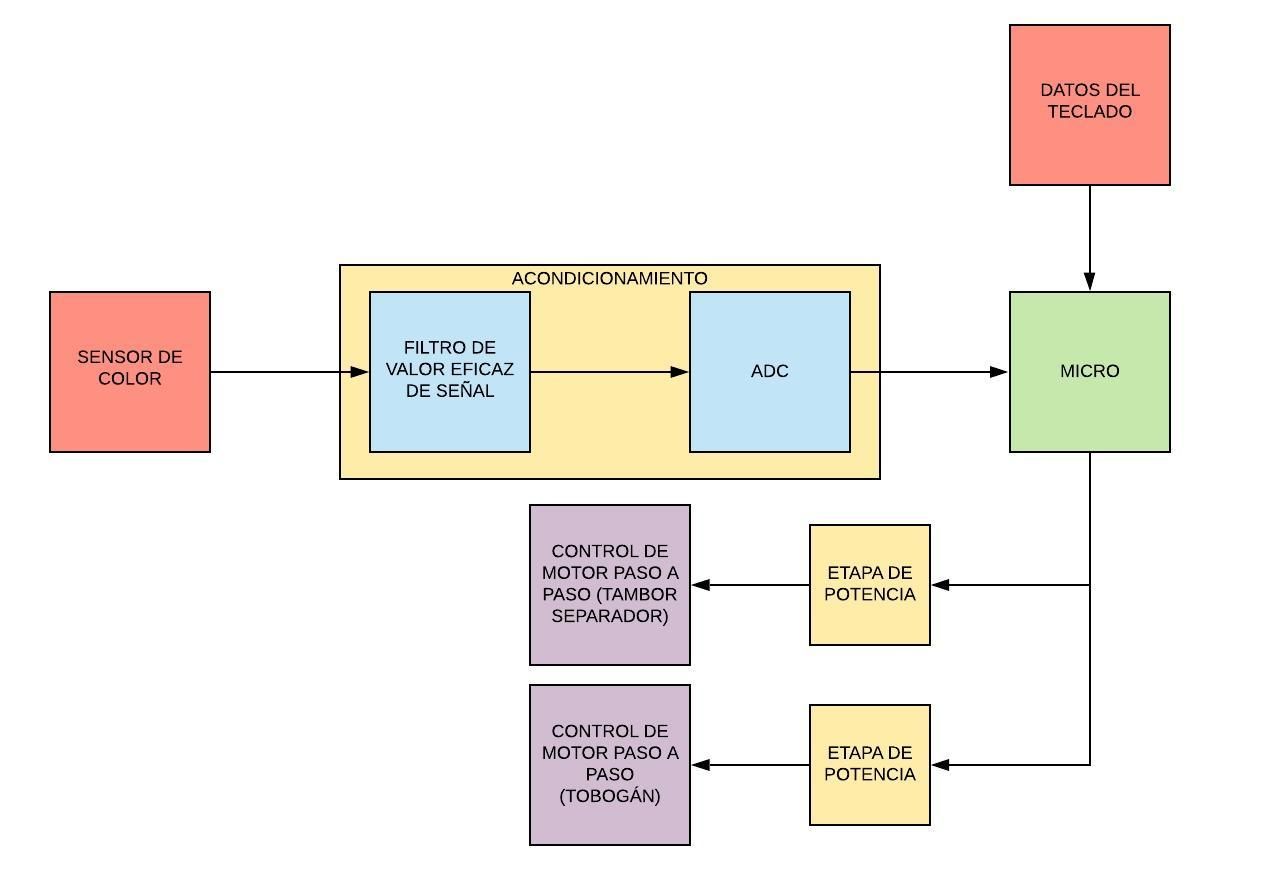 DATOS DEL
TECLADO
ACONDICIONAMIENTO
SENSOR DE
COLOR
FILTRO DE
VALOR EFICAZ
DE SEÑAL
ADC
MICRO
CONTROL DE
MOTOR PASO A
PASO (TAMBOR
SEPARADOR)
ETAPA DE
POTENCIA
CONTROL DE
MOTOR PASO A
PASO
(TOBOGÁN)
ETAPA DE
POTENCIA